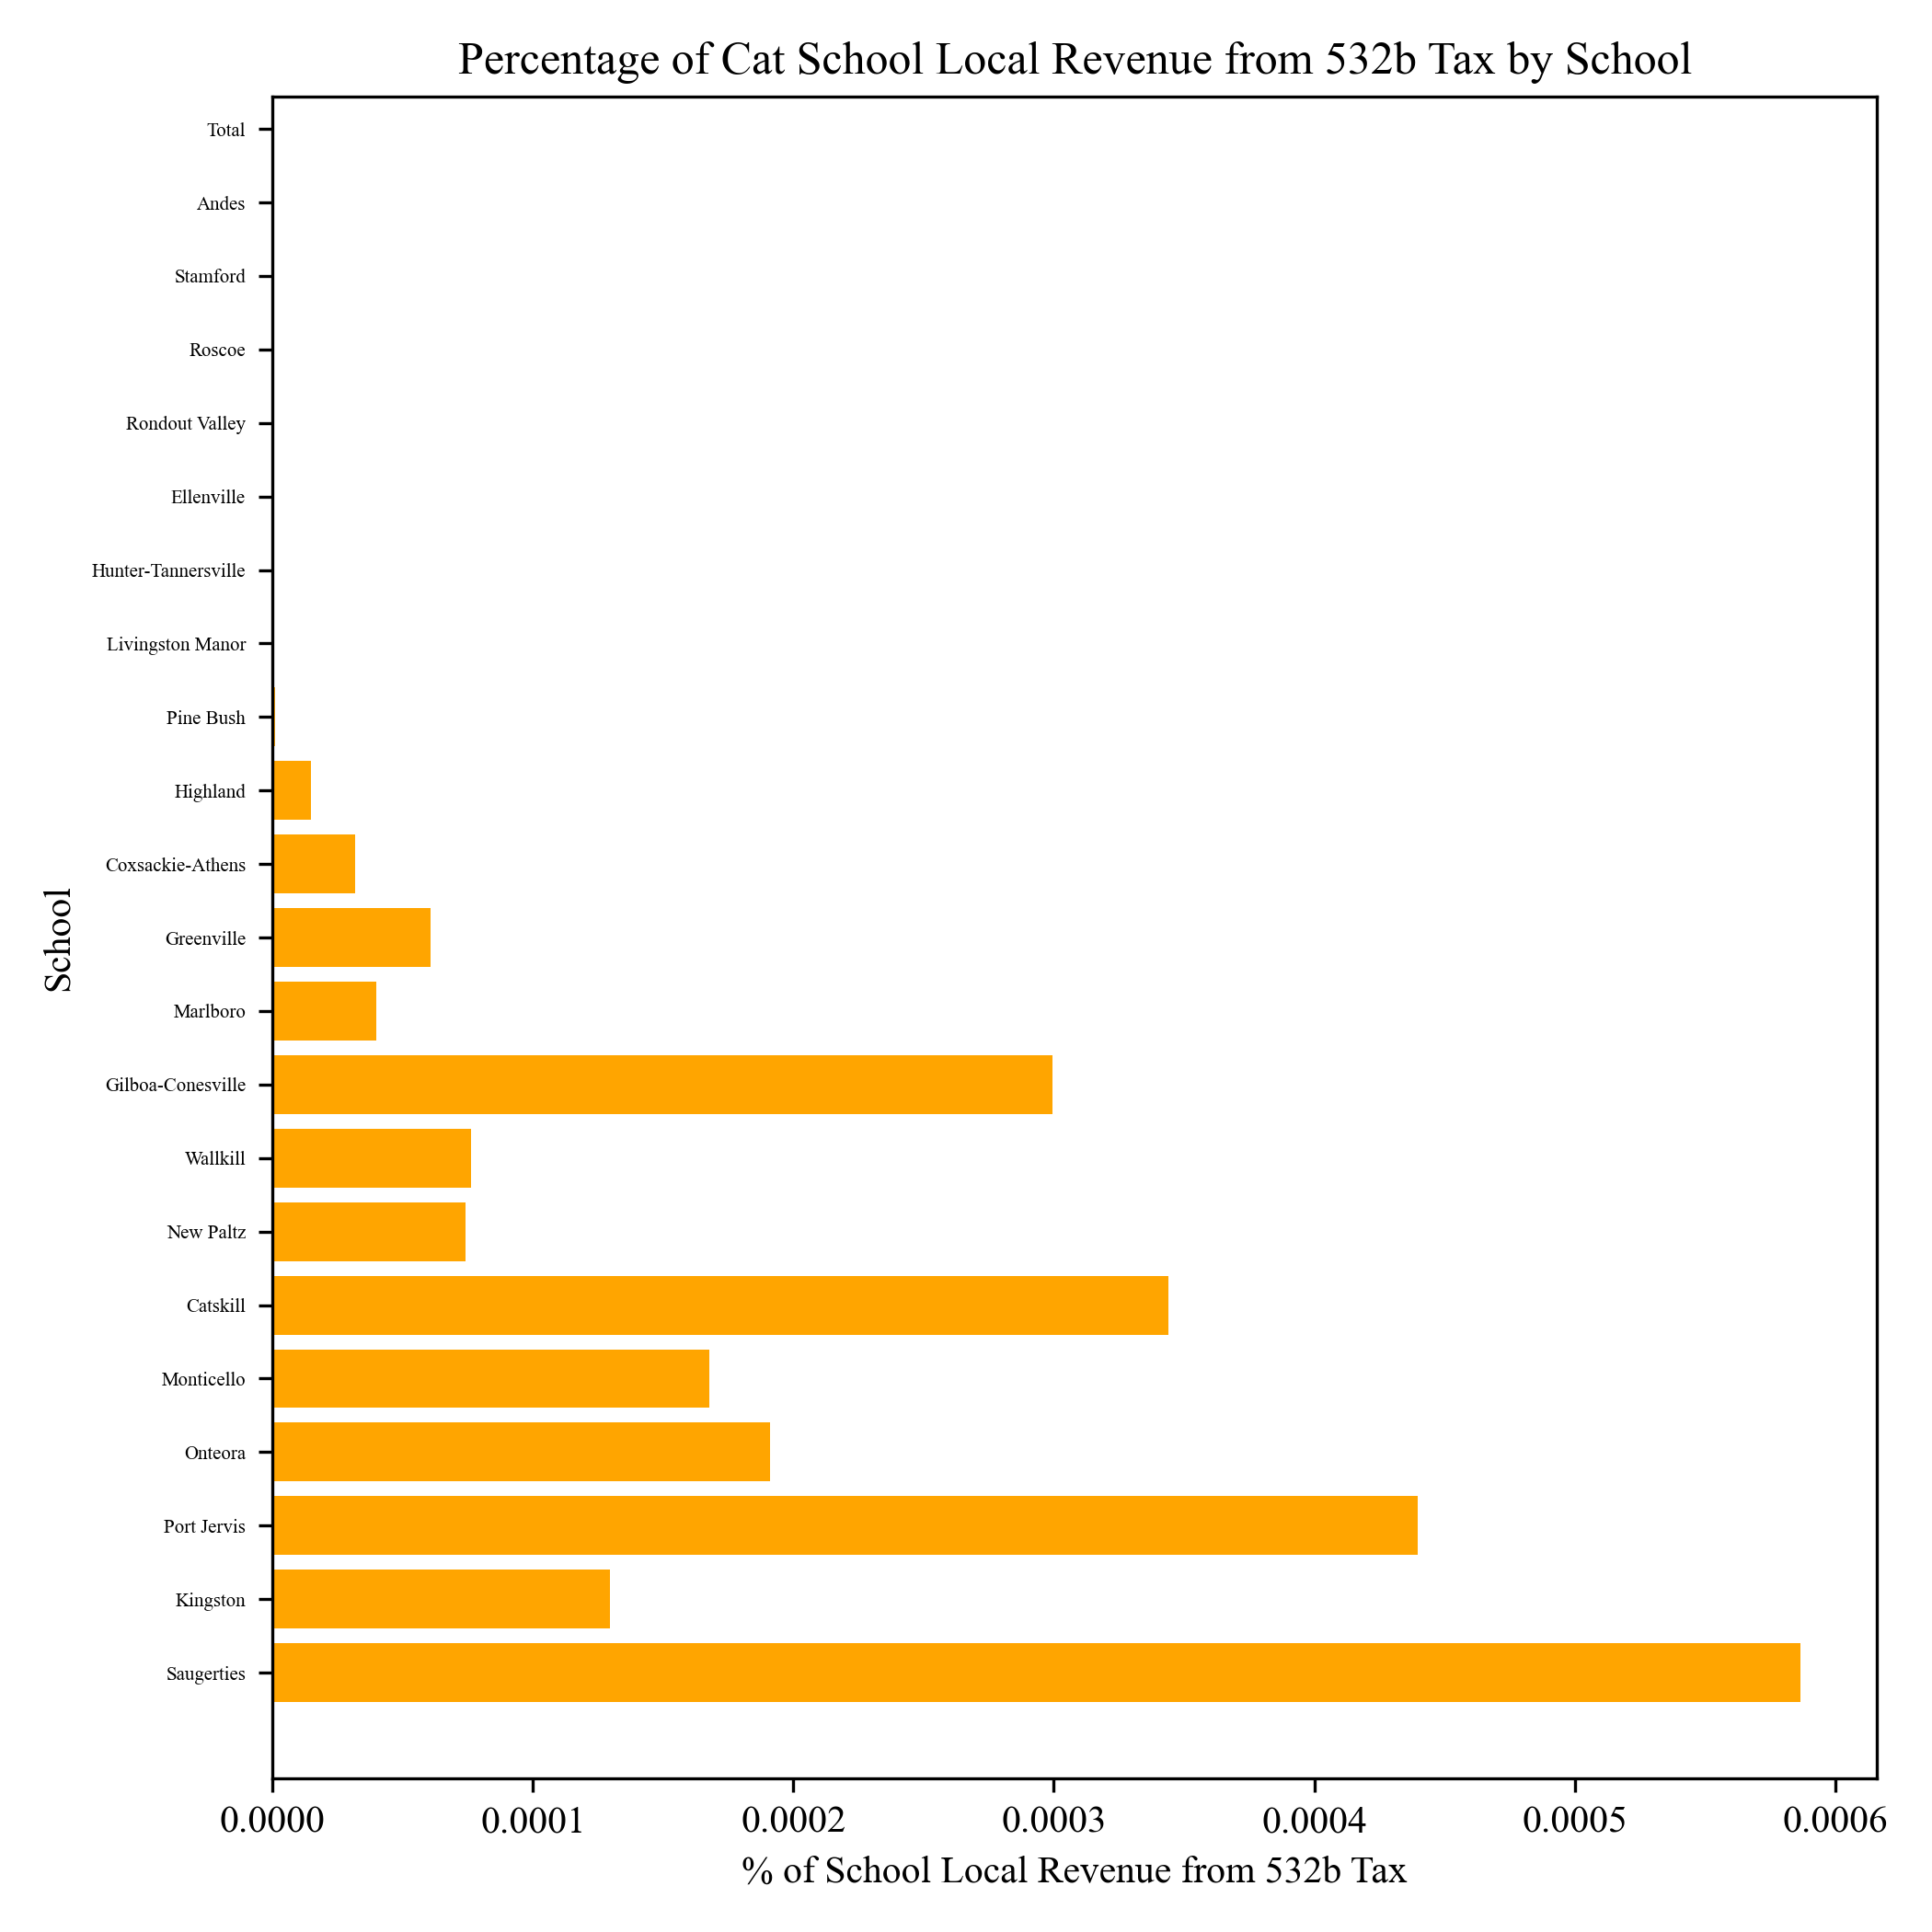 Percentage of Cat School Local Revenue from 532b Tax by School
Total
Andes
Stamford
Roscoe
Rondout Valley
Ellenville
Hunter-Tannersville
Livingston Manor
Pine Bush
Highland
Coxsackie-Athens
Greenville
Marlboro
Gilboa-Conesville
Wallkill
New Paltz
Catskill
Monticello
Onteora
Port Jervis
Kingston
Saugerties
School
0.0000 0.0001 0.0002 0.0003 0.0004 0.0005 0.0006
% of School Local Revenue from 532b Tax